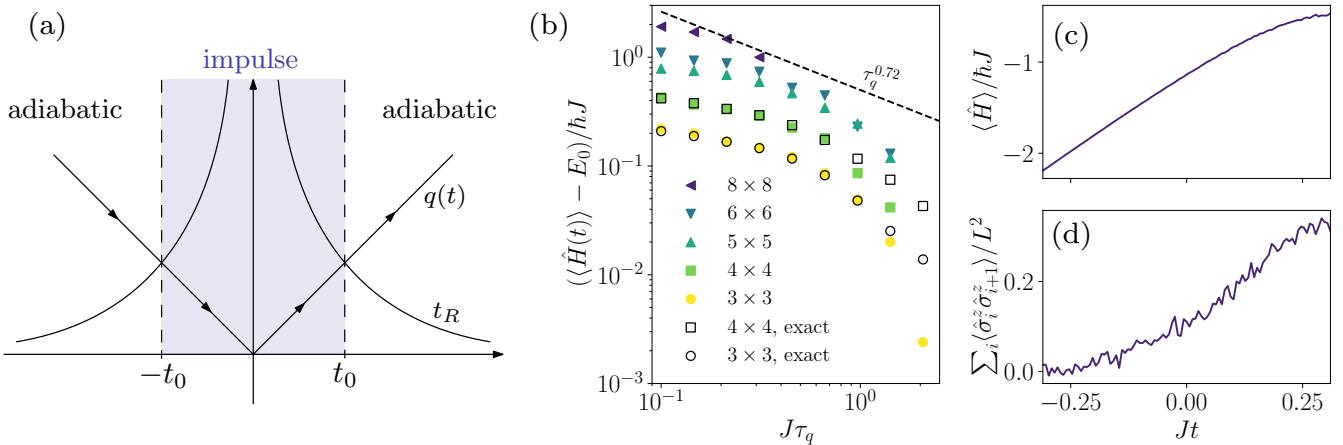 (a)
impulse
adiabatic
adiabatic
q(t)
t_R
−t_0
t_0
(b)
(⟨Ĥ(t)⟩ − E_0)/ℏJ
10^0
10^{−1}
10^{−2}
10^{−3}
τ_q^{0.72}
8 × 8
6 × 6
5 × 5
4 × 4
3 × 3
4 × 4, exact
3 × 3, exact
10^{−1}
10^0
Jτ_q
(c)
⟨Ĥ⟩/ℏJ
−1
−2
(d)
∑_i⟨σ̂_i^z σ̂_{i+1}^z⟩/L^2
0.2
0.0
−0.25
0.00
0.25
Jt